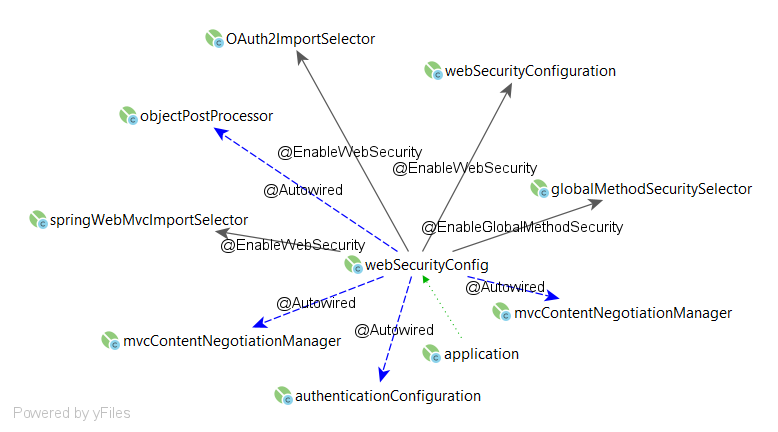 OAuth2ImportSelector
webSecurityConfiguration
objectPostProcessor
@EnableWebSecurity
@EnableWebSecurity
@Autowired
globalMethodSecuritySelector
springWebMvcImportSelector
@EnableGlobalMethodSecurity
@EnableWebSecurity
webSecurityConfig
@Autowired
@Autowired
mvcContentNegotiationManager
@Autowired
mvcContentNegotiationManager
application
authenticationConfiguration
Powered by yFiles